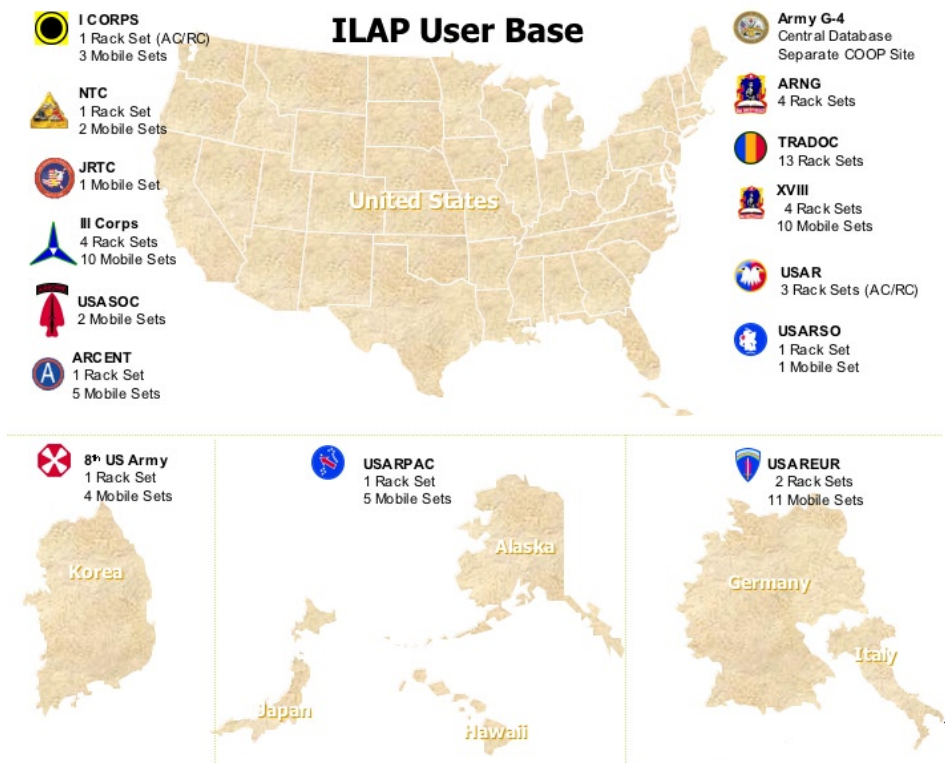 ILAP User Base
I CORPS
1 Rack Set (AC/RC)
3 Mobile Sets
NTC
1 Rack Set
2 Mobile Sets
JRTC
1 Mobile Set
III Corps
4 Rack Sets
10 Mobile Sets
USASOC
2 Mobile Sets
ARCENT
1 Rack Set
5 Mobile Sets
United States
Army G-4
Central Database
Separate COOP Site
ARNG
4 Rack Sets
TRADOC
13 Rack Sets
XVIII
4 Rack Sets
10 Mobile Sets
USAR
3 Rack Sets (AC/RC)
USARSO
1 Rack Set
1 Mobile Set
8th US Army
1 Rack Set
4 Mobile Sets
Korea
USARPAC
1 Rack Set
5 Mobile Sets
Alaska
Japan
Hawaii
USAREUR
2 Rack Sets
11 Mobile Sets
Germany
Italy
A